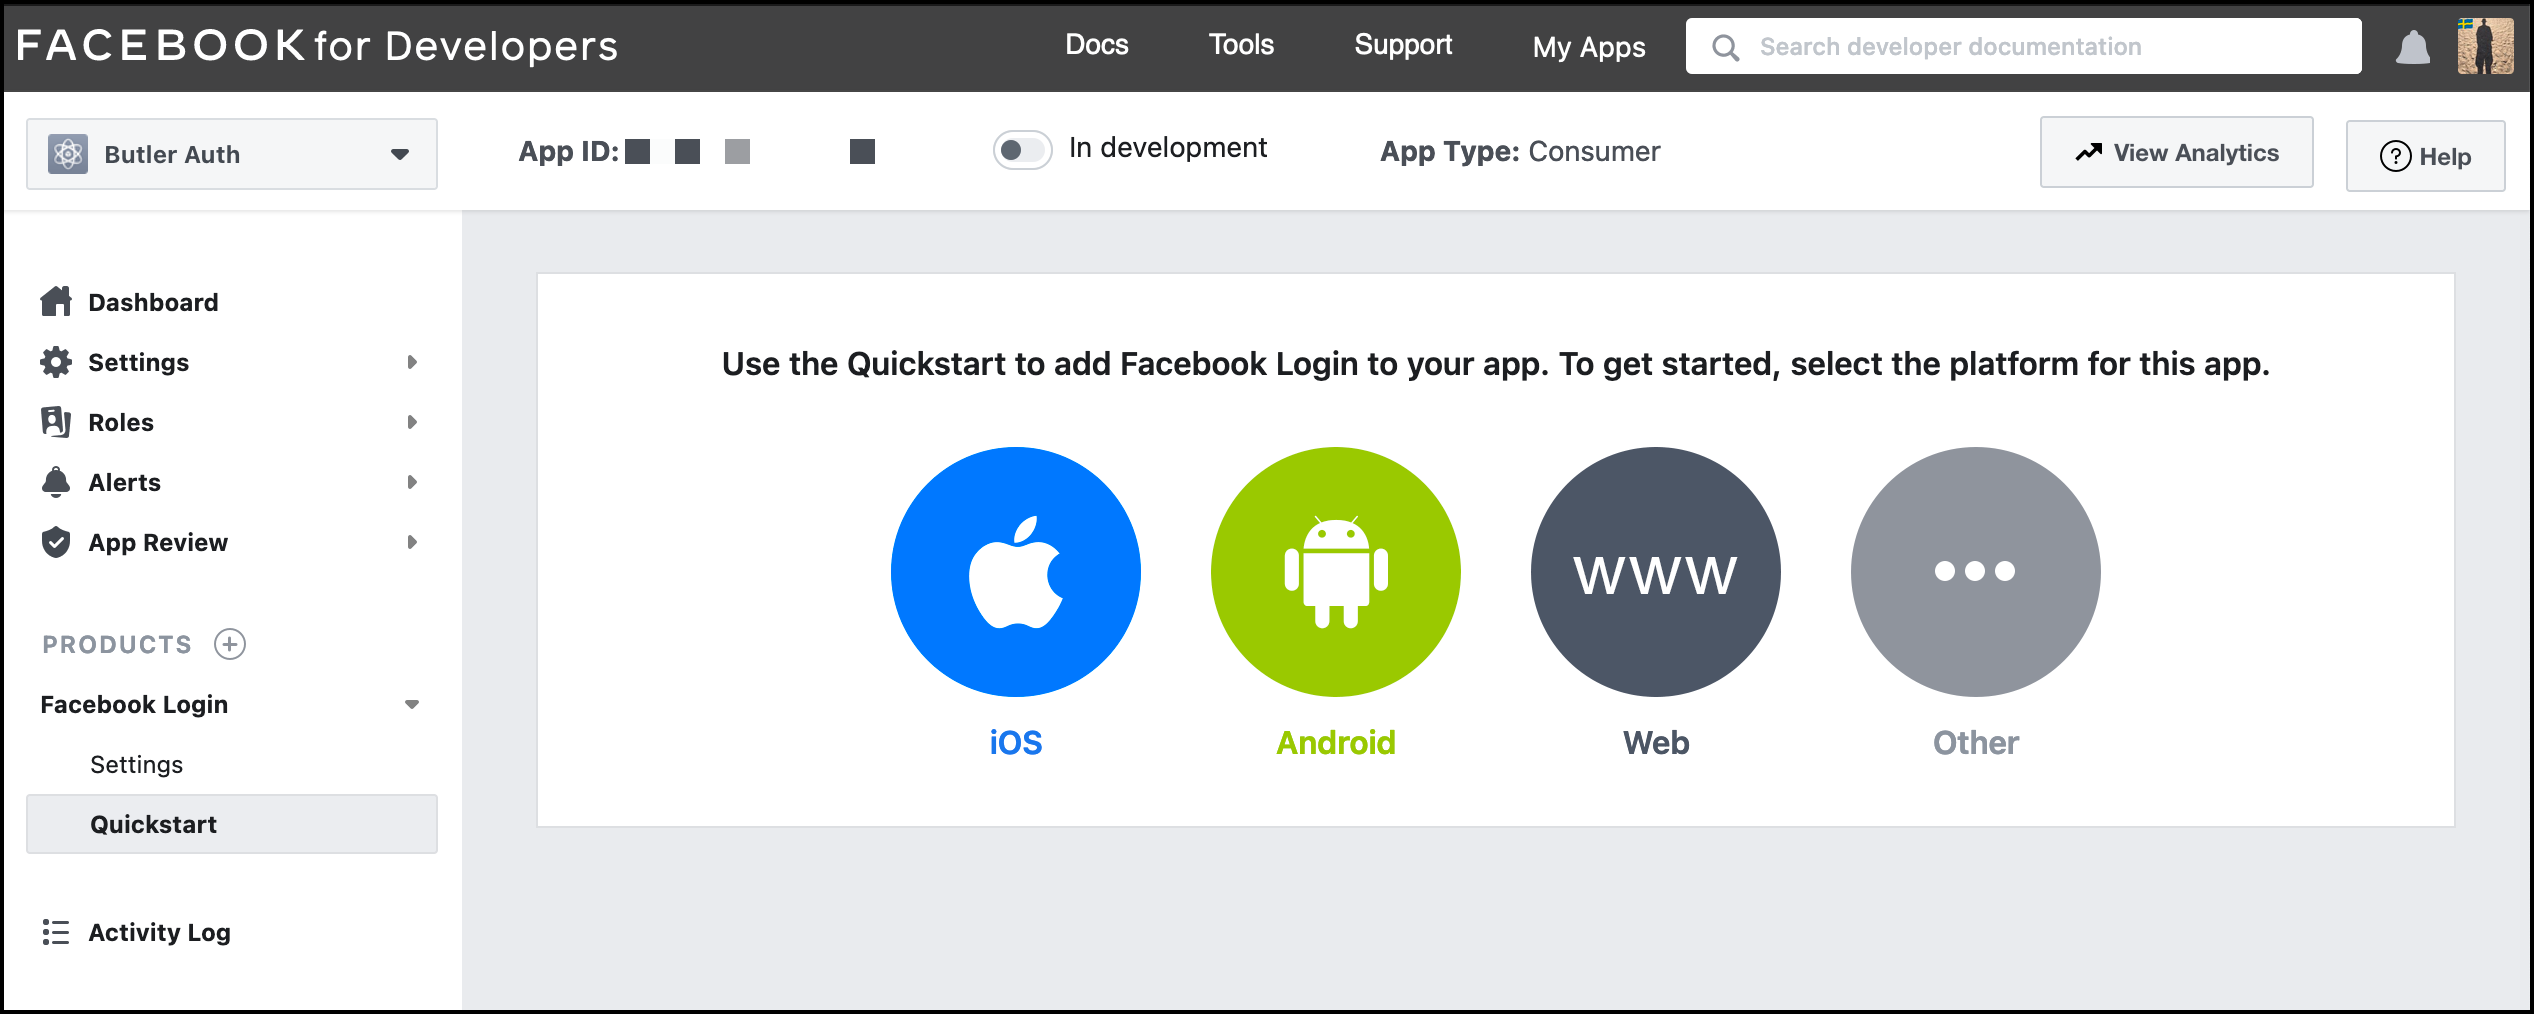 FACEBOOK for Developers
Docs
Tools
Support
My Apps
Search developer documentation
Butler Auth
App ID:
In development
App Type: Consumer
View Analytics
? Help
Dashboard
Settings
Roles
Alerts
App Review
PRODUCTS
Facebook Login
Settings
Quickstart
Activity Log
Use the Quickstart to add Facebook Login to your app. To get started, select the platform for this app.
www
iOS
Android
Web
Other